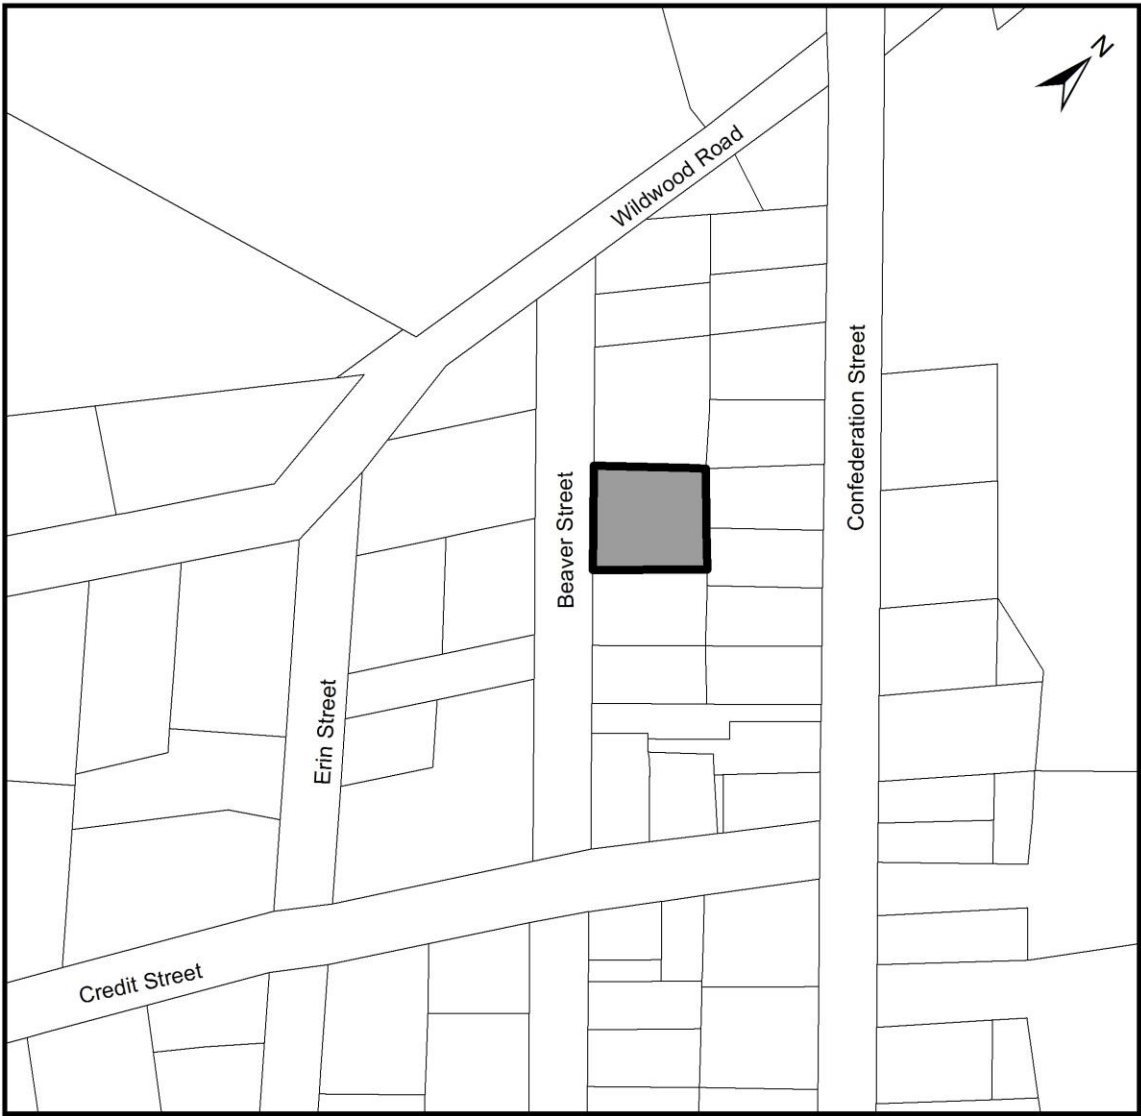 N
Wildwood Road
Confederation Street
Beaver Street
Erin Street
Credit Street